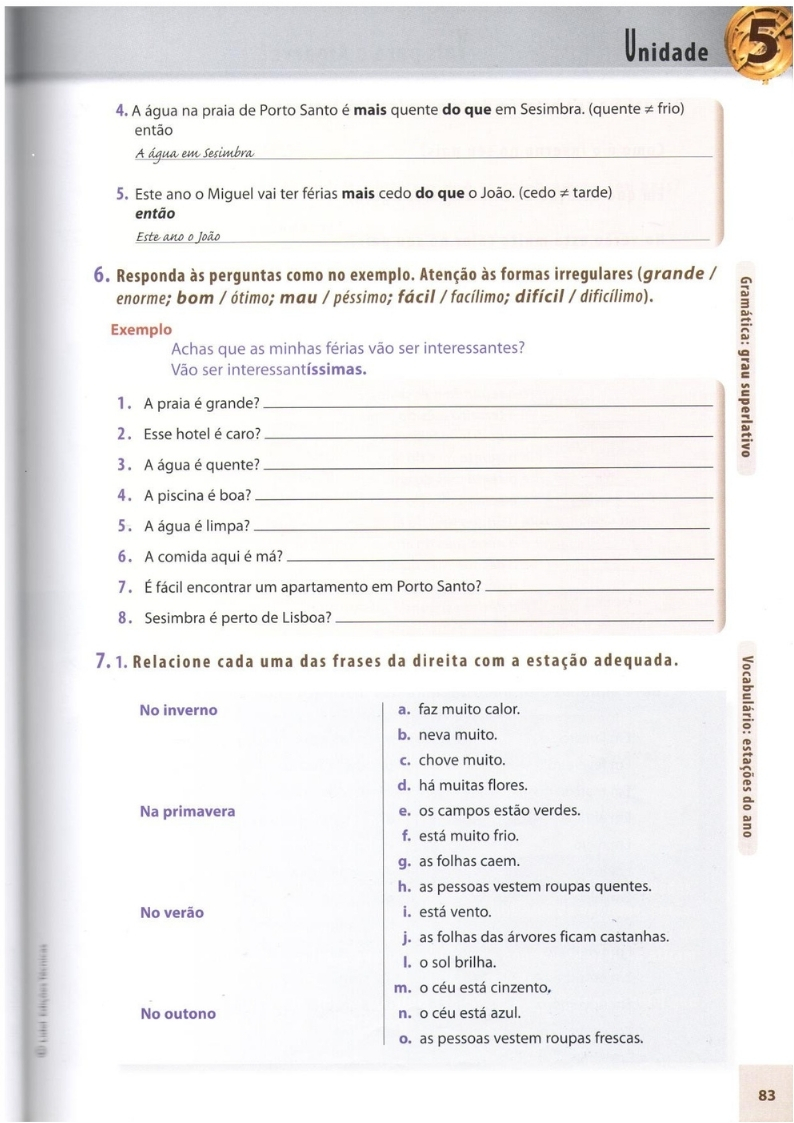 Unidade 5
4. A água na praia de Porto Santo é mais quente do que em Sesimbra. (quente ≠ frio)
então
A água em Sesimbra
5. Este ano o Miguel vai ter férias mais cedo do que o João. (cedo ≠ tarde)
então
Este ano o João
6. Responda às perguntas como no exemplo. Atenção às formas irregulares (grande /
enorme; bom / ótimo; mau / péssimo; fácil / facílimo; difícil / dificílimo).
Exemplo
Achas que as minhas férias vão ser interessantes?
Vão ser interessantíssimas.
1. A praia é grande?
2. Esse hotel é caro?
3. A água é quente?
4. A piscina é boa?
5. A água é limpa?
6. A comida aqui é má?
7. É fácil encontrar um apartamento em Porto Santo?
8. Sesimbra é perto de Lisboa?
Gramática: grau superlativo
7. 1. Relacione cada uma das frases da direita com a estação adequada.
No inverno
Na primavera
No verão
No outono
a. faz muito calor.
b. neva muito.
c. chove muito.
d. há muitas flores.
e. os campos estão verdes.
f. está muito frio.
g. as folhas caem.
h. as pessoas vestem roupas quentes.
i. está vento.
j. as folhas das árvores ficam castanhas.
l. o sol brilha.
m. o céu está cinzento,
n. o céu está azul.
o. as pessoas vestem roupas frescas.
Vocabulário: estações do ano
© Lidel Edições Técnicas
83